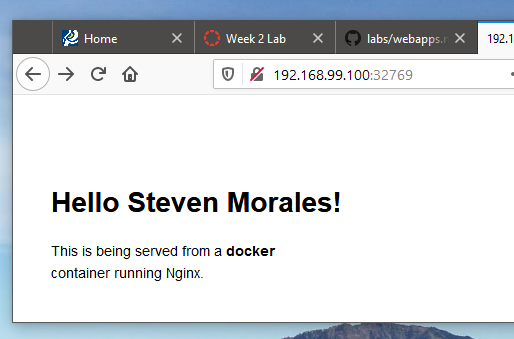 Home
Week 2 Lab
labs/webapps.
192.1
192.168.99.100:32769
Hello Steven Morales!
This is being served from a docker
container running Nginx.